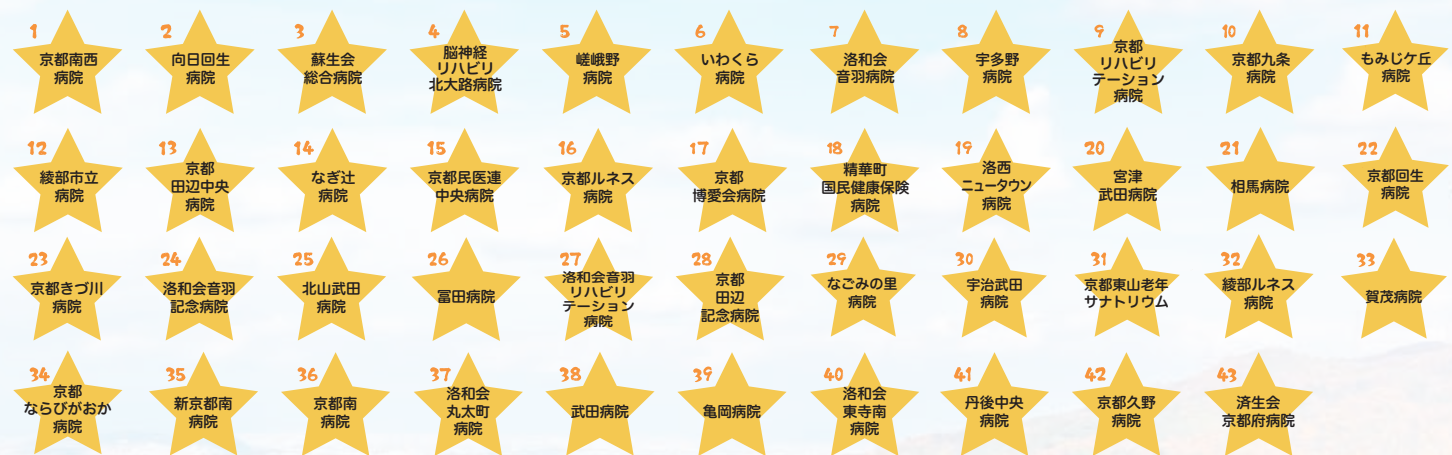 1
京都南西
病院
2
向日回生
病院
3
蘇生会
総合病院
4
脳神経
リハビリ
北大路病院
5
嵯峨野
病院
6
いわくら
病院
7
洛和会
音羽病院
8
宇多野
病院
9
京都
リハビリ
テーション
病院
10
京都九条
病院
11
もみじケ丘
病院
12
綾部市立
病院
13
京都
田辺中央
病院
14
なぎ辻
病院
15
京都民医連
中央病院
16
京都ルネス
病院
17
京都
博愛会病院
18
精華町
国民健康保険
病院
19
洛西
ニュータウン
病院
20
宮津
武田病院
21
相馬病院
22
京都回生
病院
23
京都きづ川
病院
24
洛和会音羽
記念病院
25
北山武田
病院
26
冨田病院
27
洛和会音羽
リハビリ
テーション
病院
28
京都
田辺
記念病院
29
なごみの里
病院
30
宇治武田
病院
31
京都東山老年
サナトリウム
32
綾部ルネス
病院
33
賀茂病院
34
京都
ならびがおか
病院
35
新京都南
病院
36
京都南
病院
37
洛和会
丸太町
病院
38
武田病院
39
亀岡病院
40
洛和会
東寺南
病院
41
丹後中央
病院
42
京都久野
病院
43
済生会
京都府病院